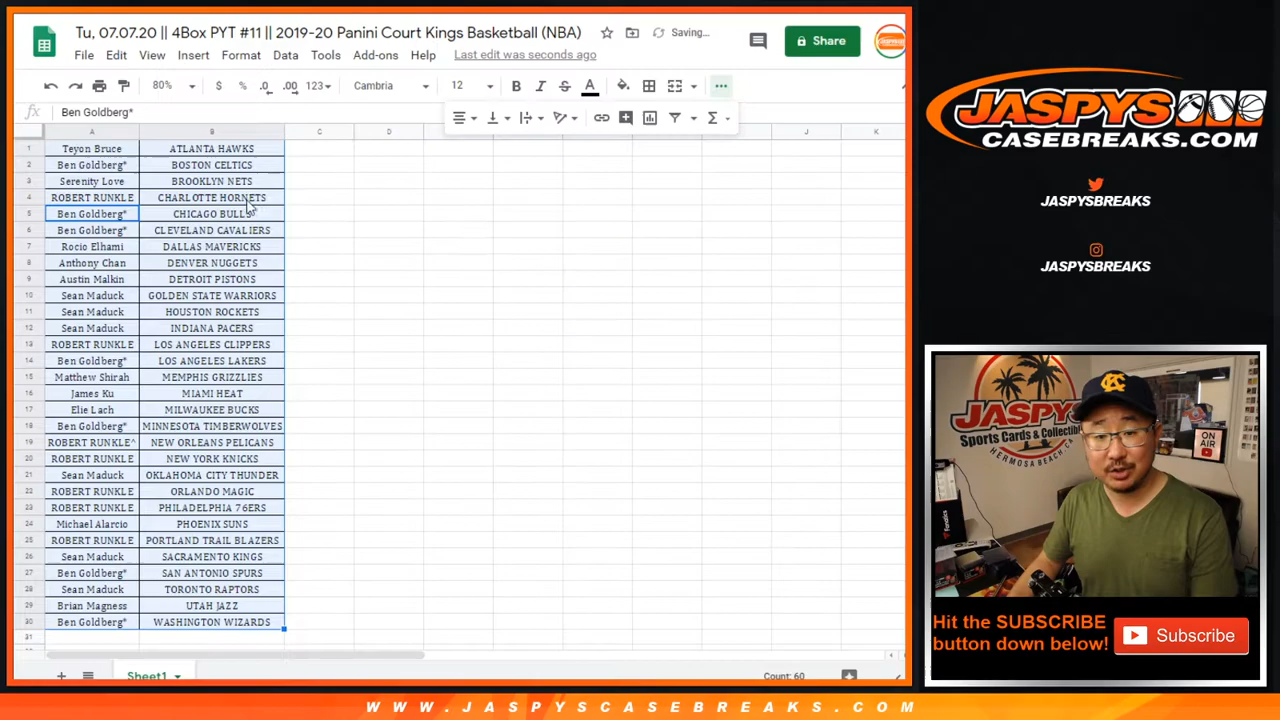 Tu, 07.07.20 || 4Box PYT #11 || 2019-20 Panini Court Kings Basketball (NBA)
Saving...
File Edit View Insert Format Data Tools Add-ons Help Last edit was seconds ago
Share
80% $ % .0 .00 123 Cambria 12 B I S A
fx Ben Goldberg*
A B C D J K
1 Teyon Bruce ATLANTA HAWKS
2 Ben Goldberg* BOSTON CELTICS
3 Serenity Love BROOKLYN NETS
4 ROBERT RUNKLE CHARLOTTE HORNETS
5 Ben Goldberg* CHICAGO BULLS
6 Ben Goldberg* CLEVELAND CAVALIERS
7 Rocio Elhami DALLAS MAVERICKS
8 Anthony Chan DENVER NUGGETS
9 Austin Malkin DETROIT PISTONS
10 Sean Maduck GOLDEN STATE WARRIORS
11 Sean Maduck HOUSTON ROCKETS
12 Sean Maduck INDIANA PACERS
13 ROBERT RUNKLE LOS ANGELES CLIPPERS
14 Ben Goldberg* LOS ANGELES LAKERS
15 Matthew Shirah MEMPHIS GRIZZLIES
16 James Ku MIAMI HEAT
17 Elie Lach MILWAUKEE BUCKS
18 Ben Goldberg* MINNESOTA TIMBERWOLVES
19 ROBERT RUNKLE^ NEW ORLEANS PELICANS
20 ROBERT RUNKLE NEW YORK KNICKS
21 Sean Maduck OKLAHOMA CITY THUNDER
22 ROBERT RUNKLE ORLANDO MAGIC
23 ROBERT RUNKLE PHILADELPHIA 76ERS
24 Michael Alarcio PHOENIX SUNS
25 ROBERT RUNKLE PORTLAND TRAIL BLAZERS
26 Sean Maduck SACRAMENTO KINGS
27 Ben Goldberg* SAN ANTONIO SPURS
28 Sean Maduck TORONTO RAPTORS
29 Brian Magness UTAH JAZZ
30 Ben Goldberg* WASHINGTON WIZARDS
31
Sheet1
Count: 60
JASPYS
CASEBREAKS.COM
JASPYSBREAKS
JASPYSBREAKS
JASPYS
Sports Cards & Collectibles
HERMOSA BEACH, CA
ON AIR
KC
Fanatics
Hit the SUBSCRIBE
button down below!
Subscribe
WWW.JASPYSCASEBREAKS.COM